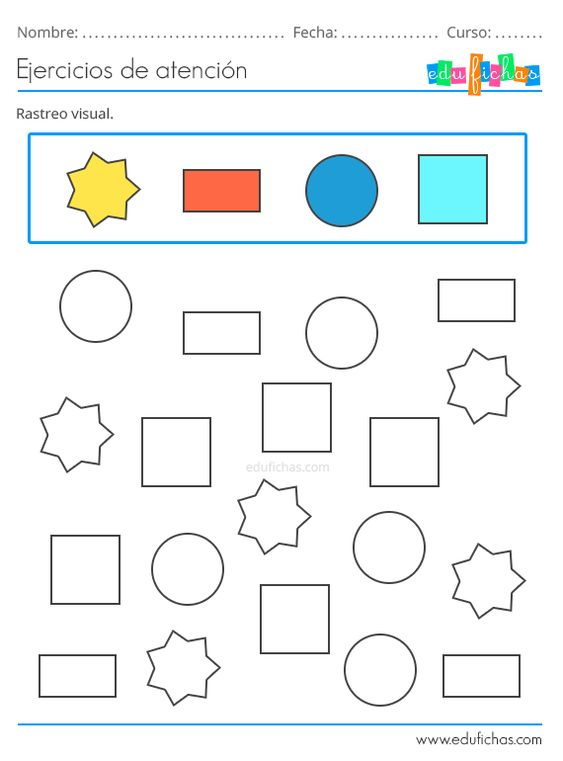 Nombre: ................................. Fecha: ................ Curso: ........
Ejercicios de atención
edufichas
Rastreo visual.
edufichas.com
www.edufichas.com